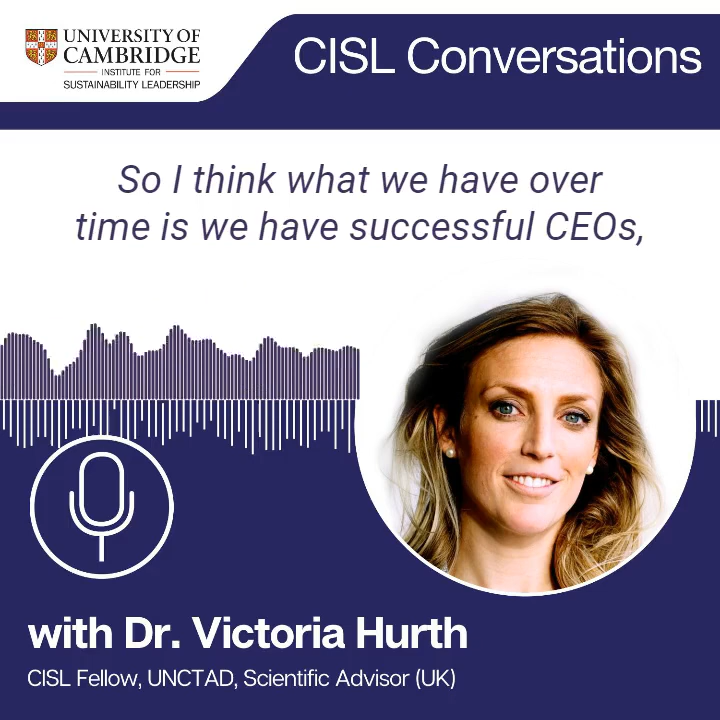 UNIVERSITY OF
CAMBRIDGE
INSTITUTE FOR
SUSTAINABILITY LEADERSHIP
CISL Conversations
So I think what we have over
time is we have successful CEOs,
with Dr. Victoria Hurth
CISL Fellow, UNCTAD, Scientific Advisor (UK)